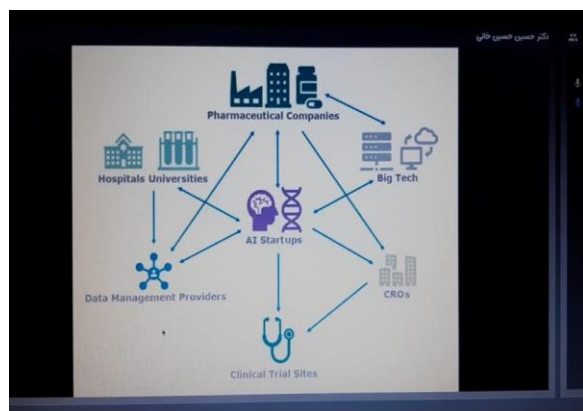 دکتر حسین حسین خانی
Pharmaceutical Companies
Hospitals Universities
Big Tech
AI Startups
Data Management Providers
CROs
Clinical Trial Sites